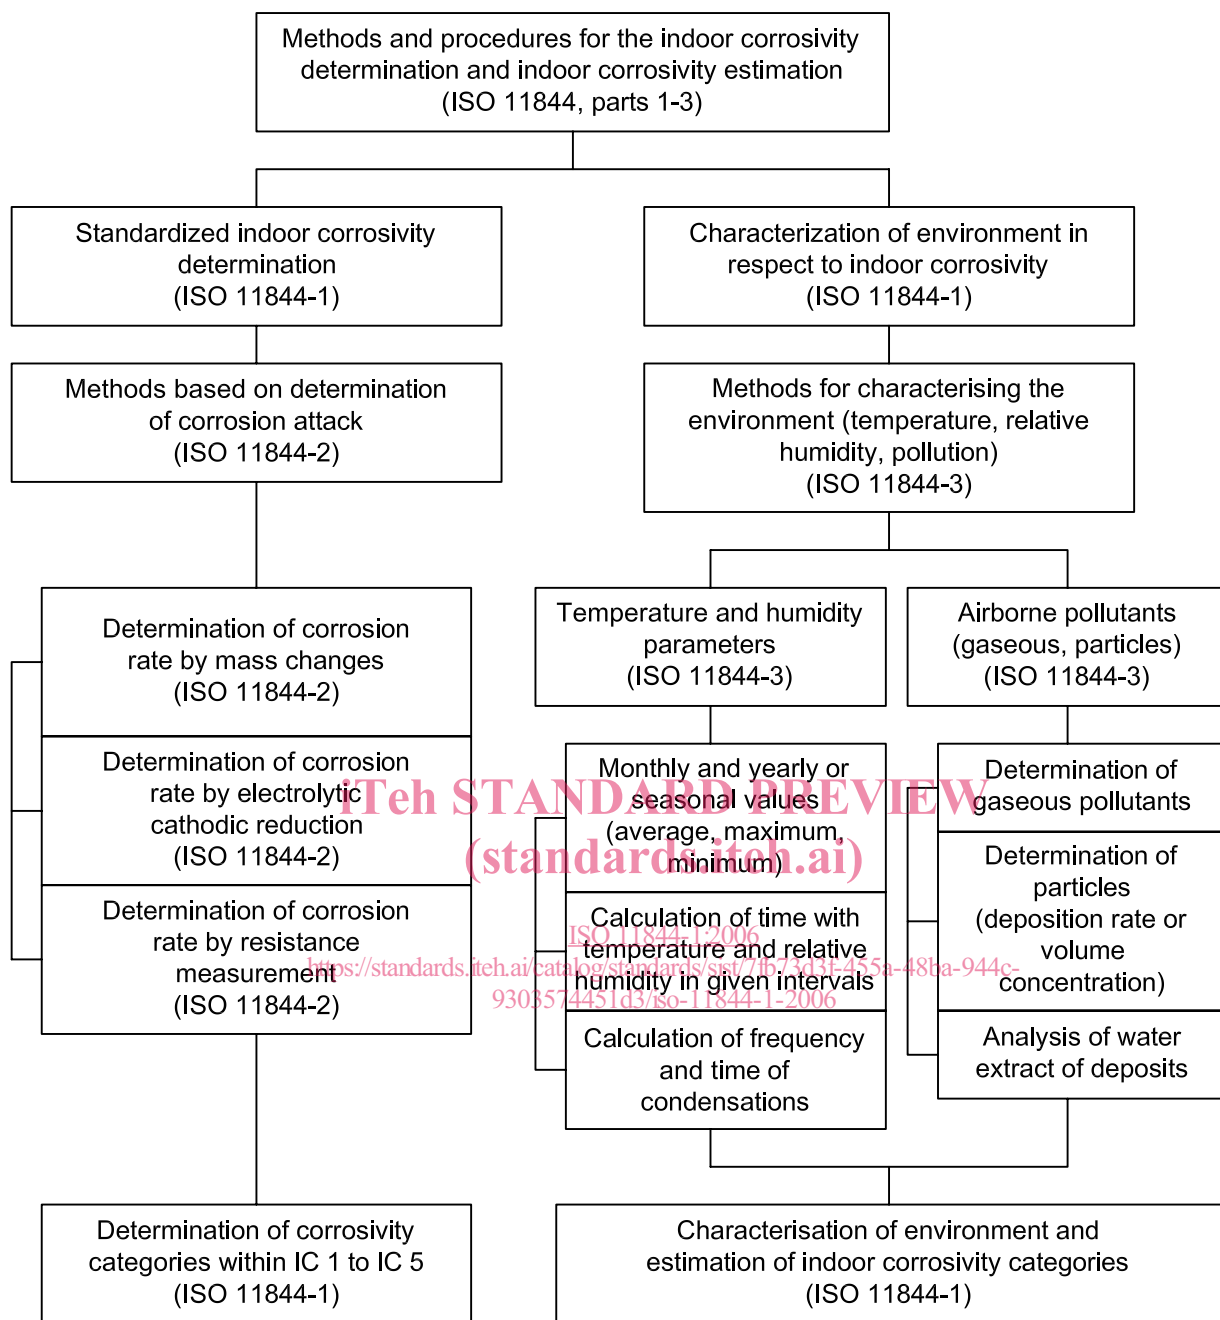 Methods and procedures for the indoor corrosivity
determination and indoor corrosivity estimation
(ISO 11844, parts 1-3)
Standardized indoor corrosivity
determination
(ISO 11844-1)
Characterization of environment in
respect to indoor corrosivity
(ISO 11844-1)
Methods based on determination
of corrosion attack
(ISO 11844-2)
Methods for characterising the
environment (temperature, relative
humidity, pollution)
(ISO 11844-3)
Determination of corrosion
rate by mass changes
(ISO 11844-2)
Temperature and humidity
parameters
(ISO 11844-3)
Airborne pollutants
(gaseous, particles)
(ISO 11844-3)
Determination of corrosion
rate by electrolytic
cathodic reduction
(ISO 11844-2)
Monthly and yearly or
seasonal values
(average, maximum,
minimum)
Determination of
gaseous pollutants
iTeh STANDARD PREVIEW
(standards.iteh.ai)
Determination of corrosion
rate by resistance
measurement
(ISO 11844-2)
Calculation of time with
temperature and relative
humidity in given intervals
Determination of
particles
(deposition rate or
volume
concentration)
ISO 11844-1:2006
https://standards.iteh.ai/catalog/standards/sist/7fb73d3f-455a-48ba-944c-
9303574451d3/iso-11844-1-2006
Calculation of frequency
and time of
condensations
Analysis of water
extract of deposits
Determination of corrosivity
categories within IC 1 to IC 5
(ISO 11844-1)
Characterisation of environment and
estimation of indoor corrosivity categories
(ISO 11844-1)